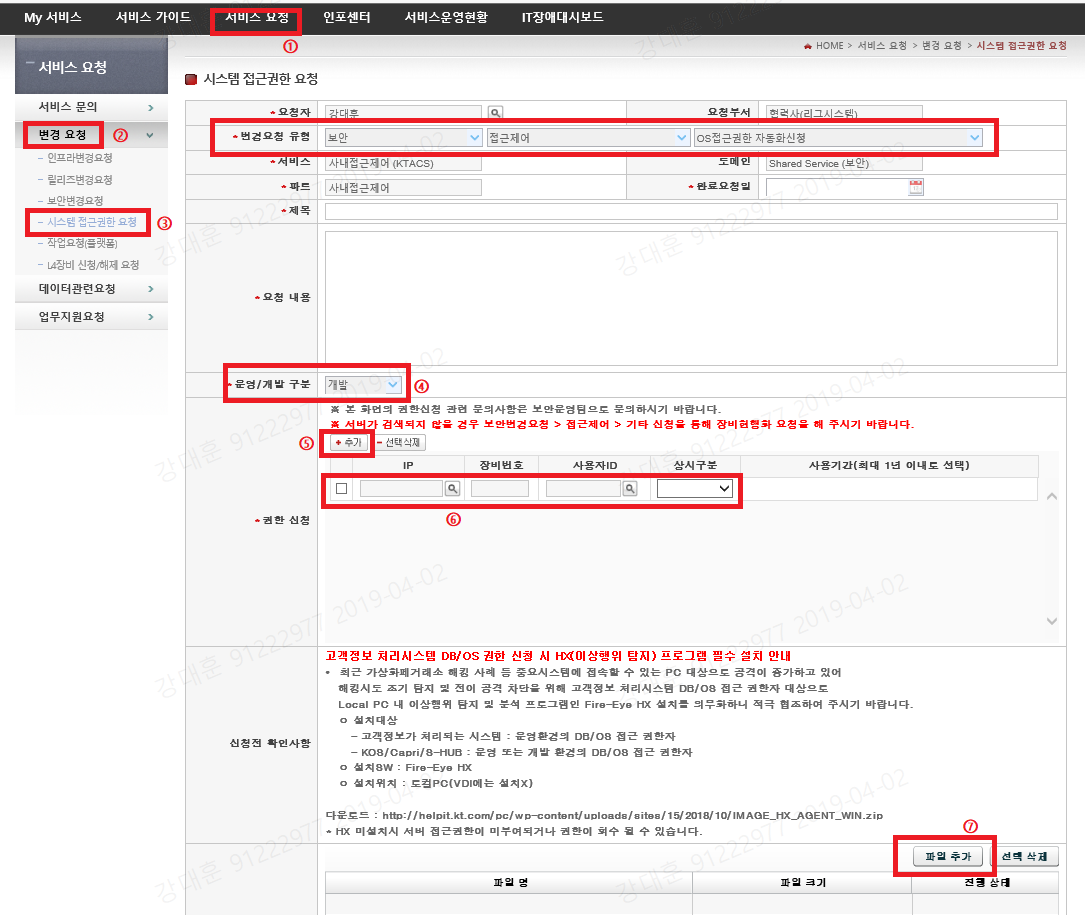 My 서비스 서비스 가이드 서비스 요청 인포센터 서비스운영현황 IT장애대시보드
①
HOME > 서비스 요청 > 변경 요청 > 시스템 접근권한 요청
서비스 요청
시스템 접근권한 요청
서비스 문의
변경 요청 ②
인프라변경요청
릴리즈변경요청
보안변경요청
시스템 접근권한 요청 ③
작업요청(플랫폼)
L4장비 신청/해제 요청
데이터관련요청
업무지원요청
요청자 강대훈 요청부서 협력사(리그시스템)
변경요청 유형 보안 접근제어 OS접근권한 자동화신청
서비스 사내접근제어 (KTACS) 도메인 Shared Service (보안)
파트 사내접근제어 완료요청일
제목
요청 내용
운영/개발 구분 개발 ④
※ 본 화면의 권한신청 관련 문의사항은 보안운영팀으로 문의하시기 바랍니다.
※ 서버가 검색되지 않을 경우 보안변경요청 > 접근제어 > 기타 신청을 통해 장비현행화 요청을 해 주시기 바랍니다.
⑤ + 추가 - 선택삭제
IP 장비번호 사용자ID 상시구분 사용기간(최대 1년 이내로 선택)
⑥
권한 신청
고객정보 처리시스템 DB/OS 권한 신청 시 HX(이상행위 탐지) 프로그램 필수 설치 안내
• 최근 가상화폐거래소 해킹 사례 등 중요시스템에 접속할 수 있는 PC 대상으로 공격이 증가하고 있어
해킹시도 조기 탐지 및 전이 공격 차단을 위해 고객정보 처리시스템 DB/OS 접근 권한자 대상으로
Local PC 내 이상행위 탐지 및 분석 프로그램인 Fire-Eye HX 설치를 의무화하니 적극 협조하여 주시기 바랍니다.
o 설치대상
신청전 확인사항
- 고객정보가 처리되는 시스템 : 운영환경의 DB/OS 접근 권한자
- KOS/Capri/S-HUB : 운영 또는 개발 환경의 DB/OS 접근 권한자
o 설치SW : Fire-Eye HX
o 설치위치 : 로컬PC(VDI에는 설치X)
다운로드 : http://helpit.kt.com/pc/wp-content/uploads/sites/15/2018/10/IMAGE_HX_AGENT_WIN.zip
* HX 미설치시 서버 접근권한이 미부여되거나 권한이 회수 될 수 있습니다.
⑦
파일 추가 선택 삭제
파일 명 파일 크기 진행 상태
강대훈 91222977 2019-04-02